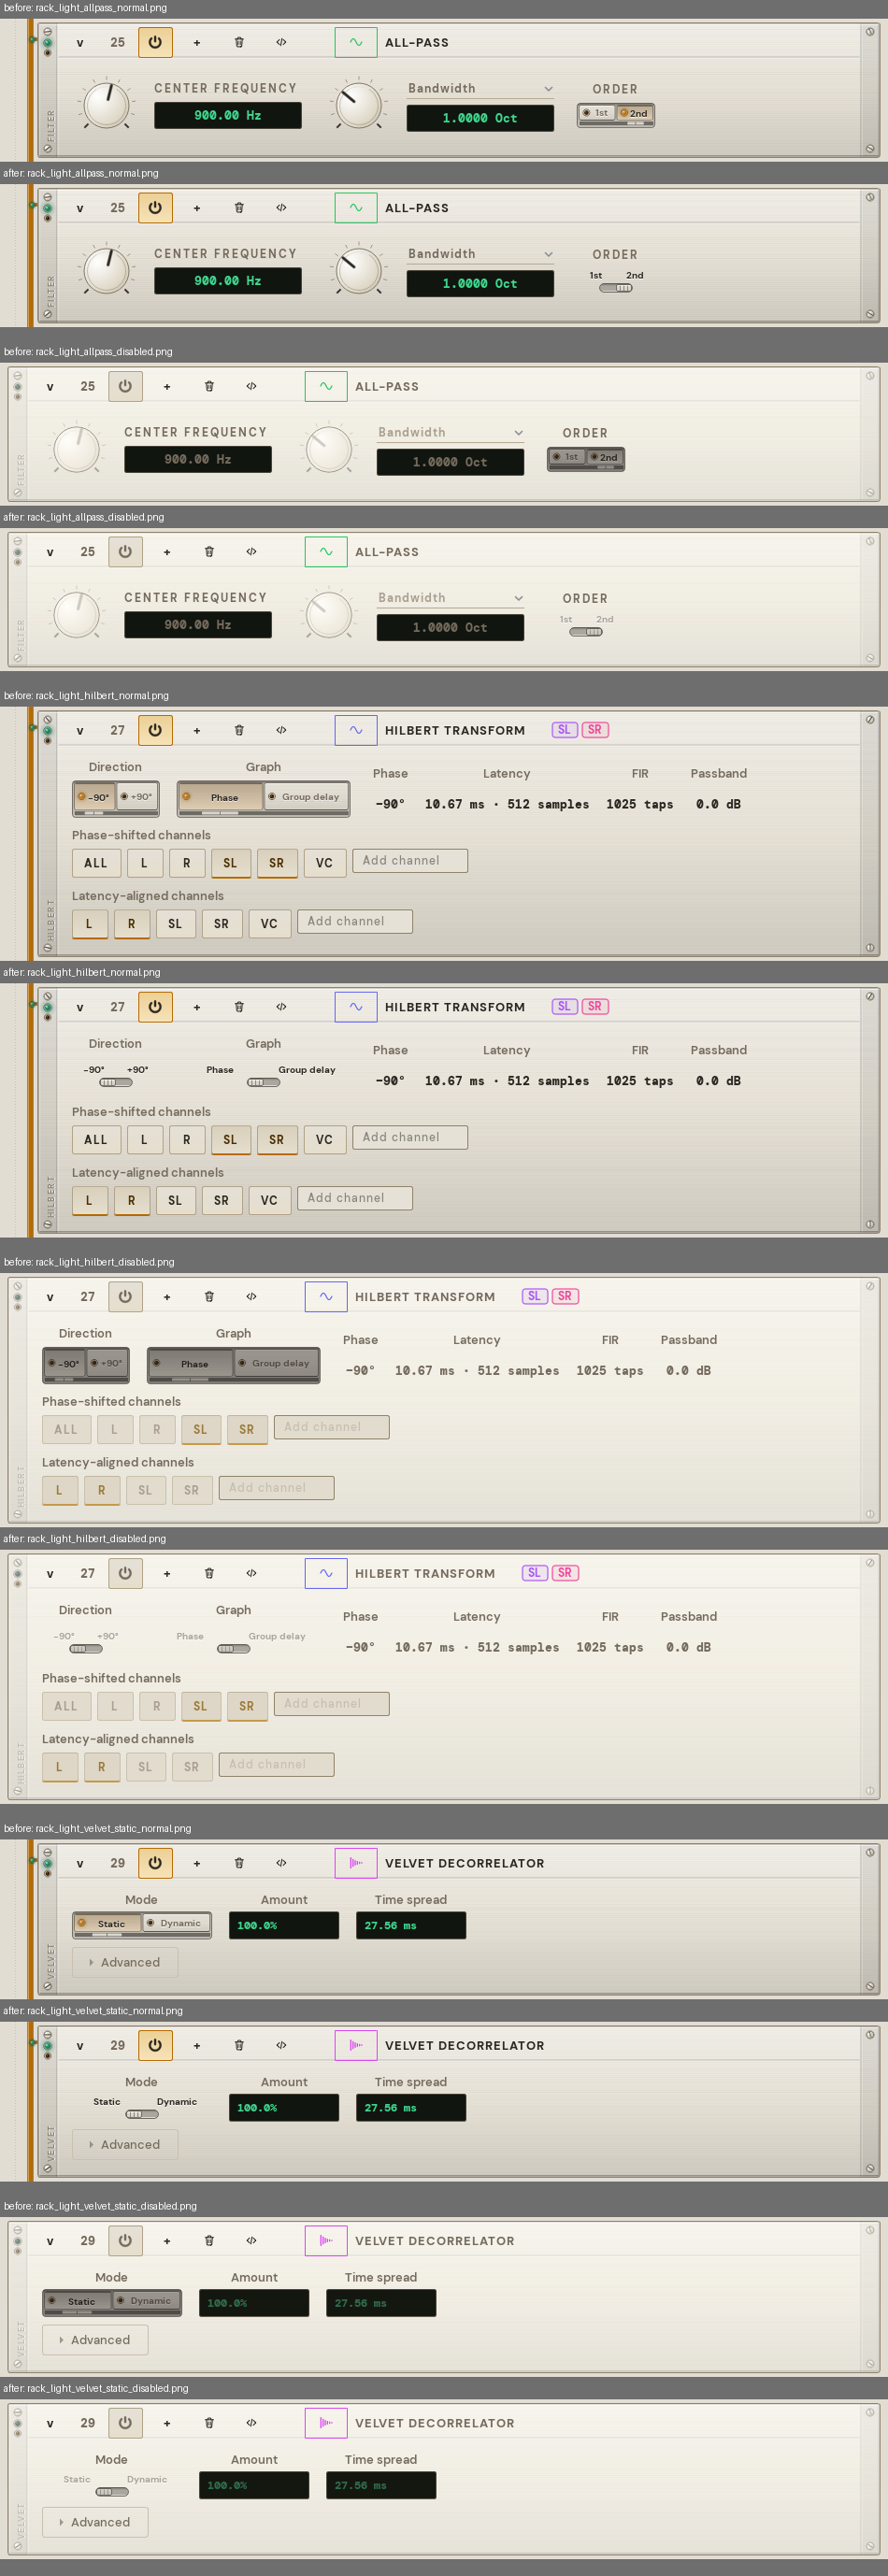 before: rack_light_allpass_normal.png
v 25 + ALL-PASS
CENTER FREQUENCY Bandwidth ORDER
900.00 Hz 1.0000 Oct 1st 2nd
FILTER
after: rack_light_allpass_normal.png
v 25 + ALL-PASS
CENTER FREQUENCY Bandwidth ORDER
1st 2nd
900.00 Hz 1.0000 Oct
FILTER
before: rack_light_allpass_disabled.png
v 25 + ALL-PASS
CENTER FREQUENCY Bandwidth ORDER
900.00 Hz 1.0000 Oct 1st 2nd
FILTER
after: rack_light_allpass_disabled.png
v 25 + ALL-PASS
CENTER FREQUENCY Bandwidth ORDER
1st 2nd
900.00 Hz 1.0000 Oct
FILTER
before: rack_light_hilbert_normal.png
v 27 + HILBERT TRANSFORM SL SR
Direction Graph Phase Latency FIR Passband
-90° +90° Phase Group delay -90° 10.67 ms · 512 samples 1025 taps 0.0 dB
Phase-shifted channels
ALL L R SL SR VC Add channel
Latency-aligned channels
L R SL SR VC Add channel
HILBERT
after: rack_light_hilbert_normal.png
v 27 + HILBERT TRANSFORM SL SR
Direction Graph Phase Latency FIR Passband
-90° +90° Phase Group delay
-90° 10.67 ms · 512 samples 1025 taps 0.0 dB
Phase-shifted channels
ALL L R SL SR VC Add channel
Latency-aligned channels
L R SL SR VC Add channel
HILBERT
before: rack_light_hilbert_disabled.png
v 27 + HILBERT TRANSFORM SL SR
Direction Graph Phase Latency FIR Passband
-90° +90° Phase Group delay -90° 10.67 ms · 512 samples 1025 taps 0.0 dB
Phase-shifted channels
ALL L R SL SR Add channel
Latency-aligned channels
L R SL SR Add channel
HILBERT
after: rack_light_hilbert_disabled.png
v 27 + HILBERT TRANSFORM SL SR
Direction Graph Phase Latency FIR Passband
-90° +90° Phase Group delay
-90° 10.67 ms · 512 samples 1025 taps 0.0 dB
Phase-shifted channels
ALL L R SL SR Add channel
Latency-aligned channels
L R SL SR Add channel
HILBERT
before: rack_light_velvet_static_normal.png
v 29 + VELVET DECORRELATOR
Mode Amount Time spread
Static Dynamic 100.0% 27.56 ms
Advanced
VELVET
after: rack_light_velvet_static_normal.png
v 29 + VELVET DECORRELATOR
Mode Amount Time spread
Static Dynamic 100.0% 27.56 ms
Advanced
VELVET
before: rack_light_velvet_static_disabled.png
v 29 + VELVET DECORRELATOR
Mode Amount Time spread
Static Dynamic 100.0% 27.56 ms
Advanced
VELVET
after: rack_light_velvet_static_disabled.png
v 29 + VELVET DECORRELATOR
Mode Amount Time spread
Static Dynamic 100.0% 27.56 ms
Advanced
VELVET